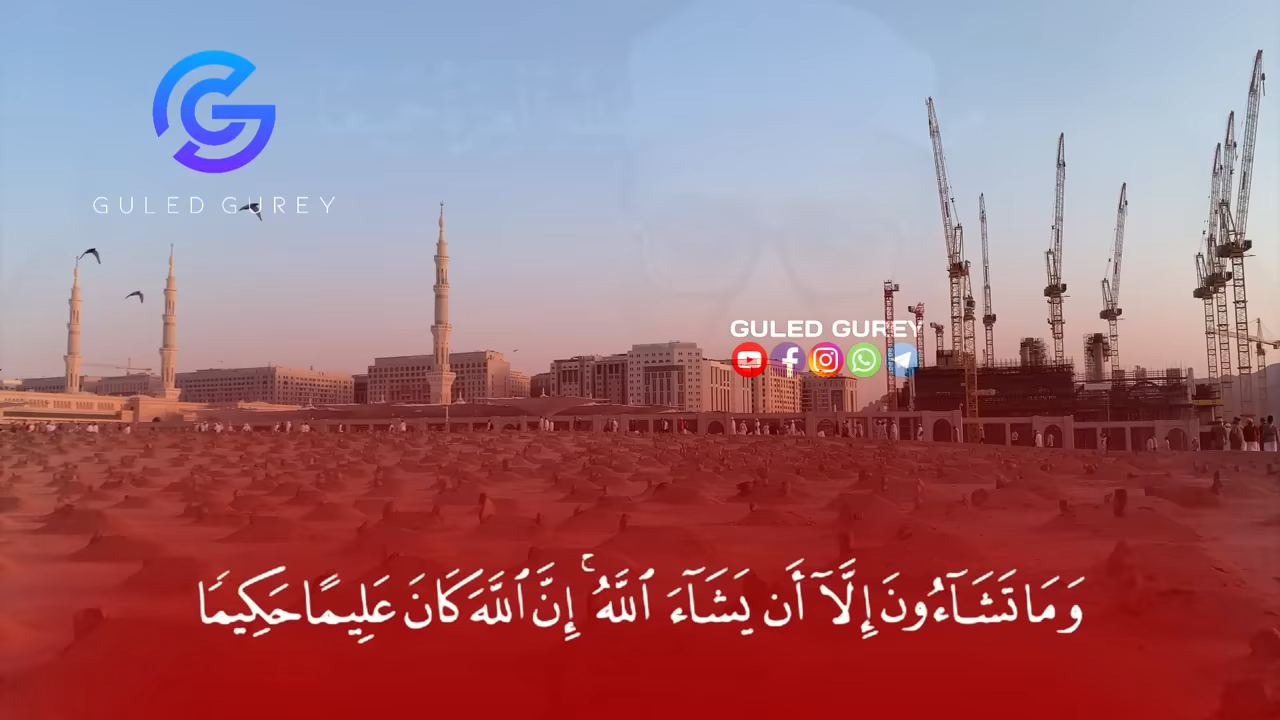 GULED GUREY
GULED GUREY
وَمَا تَشَآءُونَ إِلَّآ أَن يَشَآءَ ٱللَّهُ ۚ إِنَّ ٱللَّهَ كَانَ عَلِيمًا حَكِيمًا